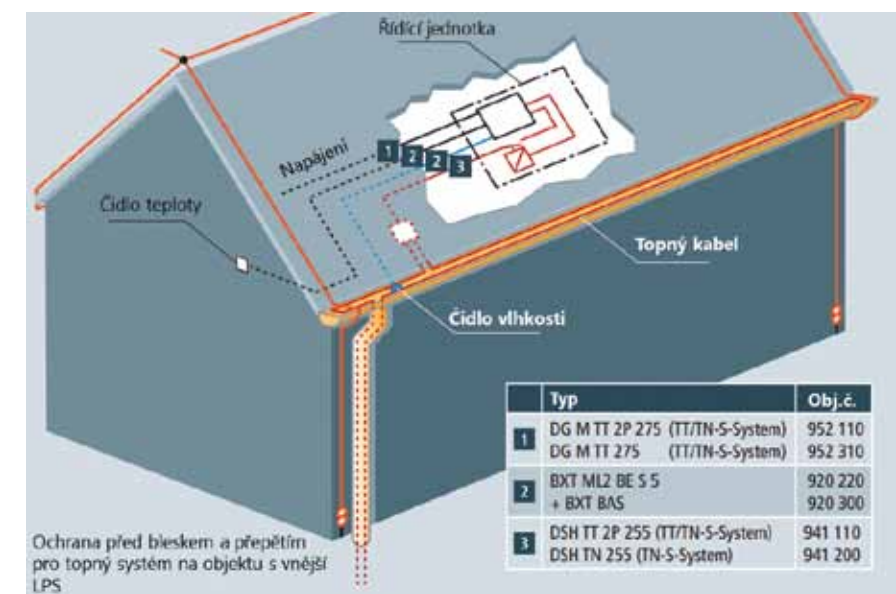 Řídící jednotka
Napájení
1
2
2
3
Čidlo teploty
Topný kabel
Čidlo vlhkosti
Typ Obj.č.
1 DG M TT 2P 275 (TT/TN-S-System) 952 110
DG M TT 275 (TT/TN-S-System) 952 310
2 BXT ML2 BE S 5 920 220
+ BXT BAS 920 300
3 DSH TT 2P 255 (TT/TN-S-System) 941 110
DSH TN 255 (TN-S-System) 941 200
Ochrana před bleskem a přepětím
pro topný systém na objektu s vnější
LPS